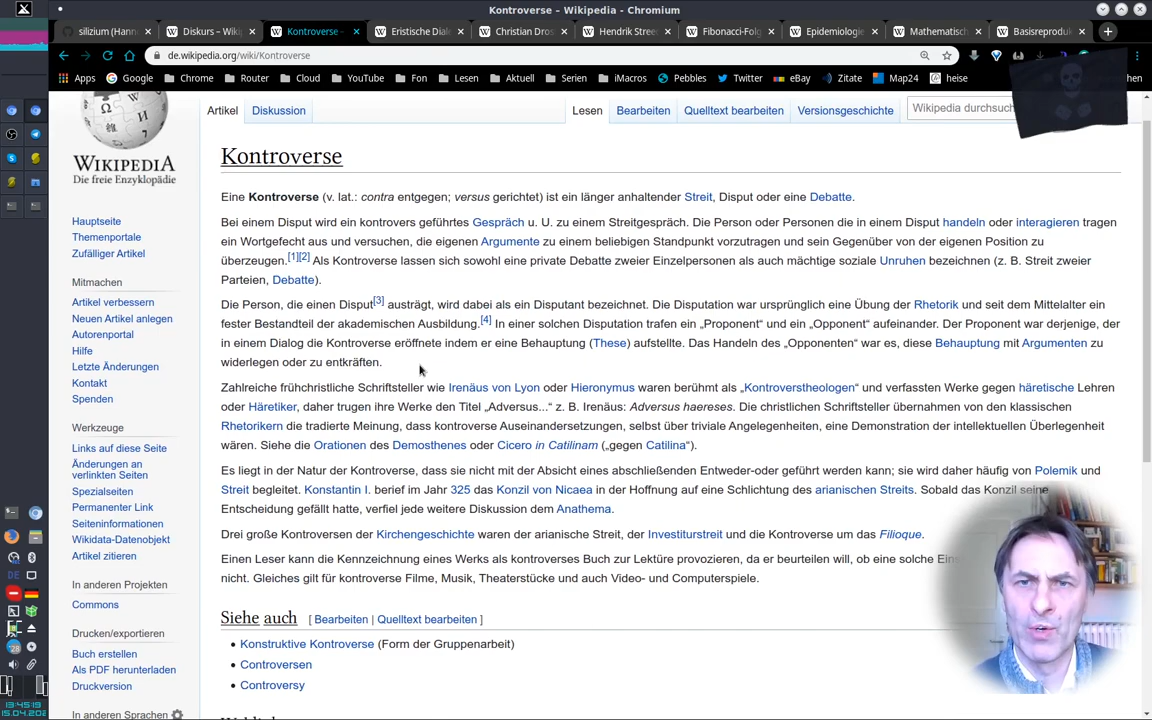 Kontroverse – Wikipedia - Chromium
silizium (Hann
Diskurs – Wiki
Kontroverse -
Eristische Dial
Christian Dros
Hendrik Stree
Fibonacci-Folg
Epidemiologie
Mathematisch
Basisreproduk
de.wikipedia.org/wiki/Kontroverse
Apps Google Chrome Router Cloud YouTube Fon Lesen Aktuell Serien iMacros Pebbles Twitter eBay Zitate Map24 heise
WIKIPEDIA
Die freie Enzyklopädie
Hauptseite
Themenportale
Zufälliger Artikel
Mitmachen
Artikel verbessern
Neuen Artikel anlegen
Autorenportal
Hilfe
Letzte Änderungen
Kontakt
Spenden
Werkzeuge
Links auf diese Seite
Änderungen an
verlinkten Seiten
Spezialseiten
Permanenter Link
Seiteninformationen
Wikidata-Datenobjekt
Artikel zitieren
In anderen Projekten
Commons
Drucken/exportieren
Buch erstellen
Als PDF herunterladen
Druckversion
In anderen Sprachen
Artikel Diskussion Lesen Bearbeiten Quelltext bearbeiten Versionsgeschichte Wikipedia durchsuc
Kontroverse
Eine Kontroverse (v. lat.: contra entgegen; versus gerichtet) ist ein länger anhaltender Streit, Disput oder eine Debatte.
Bei einem Disput wird ein kontrovers geführtes Gespräch u. U. zu einem Streitgespräch. Die Person oder Personen die in einem Disput handeln oder interagieren tragen
ein Wortgefecht aus und versuchen, die eigenen Argumente zu einem beliebigen Standpunkt vorzutragen und sein Gegenüber von der eigenen Position zu
überzeugen.[1][2] Als Kontroverse lassen sich sowohl eine private Debatte zweier Einzelpersonen als auch mächtige soziale Unruhen bezeichnen (z. B. Streit zweier
Parteien, Debatte).
Die Person, die einen Disput[3] austrägt, wird dabei als ein Disputant bezeichnet. Die Disputation war ursprünglich eine Übung der Rhetorik und seit dem Mittelalter ein
fester Bestandteil der akademischen Ausbildung.[4] In einer solchen Disputation trafen ein „Proponent“ und ein „Opponent“ aufeinander. Der Proponent war derjenige, der
in einem Dialog die Kontroverse eröffnete indem er eine Behauptung (These) aufstellte. Das Handeln des „Opponenten“ war es, diese Behauptung mit Argumenten zu
widerlegen oder zu entkräften.
Zahlreiche frühchristliche Schriftsteller wie Irenäus von Lyon oder Hieronymus waren berühmt als „Kontroverstheologen“ und verfassten Werke gegen häretische Lehren
oder Häretiker, daher trugen ihre Werke den Titel „Adversus...“ z. B. Irenäus: Adversus haereses. Die christlichen Schriftsteller übernahmen von den klassischen
Rhetorikern die tradierte Meinung, dass kontroverse Auseinandersetzungen, selbst über triviale Angelegenheiten, eine Demonstration der intellektuellen Überlegenheit
wären. Siehe die Orationen des Demosthenes oder Cicero in Catilinam („gegen Catilina“).
Es liegt in der Natur der Kontroverse, dass sie nicht mit der Absicht eines abschließenden Entweder-oder geführt werden kann; sie wird daher häufig von Polemik und
Streit begleitet. Konstantin I. berief im Jahr 325 das Konzil von Nicaea in der Hoffnung auf eine Schlichtung des arianischen Streits. Sobald das Konzil seine
Entscheidung gefällt hatte, verfiel jede weitere Diskussion dem Anathema.
Drei große Kontroversen der Kirchengeschichte waren der arianische Streit, der Investiturstreit und die Kontroverse um das Filioque.
Einen Leser kann die Kennzeichnung eines Werks als kontroverses Buch zur Lektüre provozieren, da er beurteilen will, ob eine solche
nicht. Gleiches gilt für kontroverse Filme, Musik, Theaterstücke und auch Video- und Computerspiele.
Siehe auch [ Bearbeiten | Quelltext bearbeiten ]
Konstruktive Kontroverse (Form der Gruppenarbeit)
Controversen
Controversy
DE
13:45:19